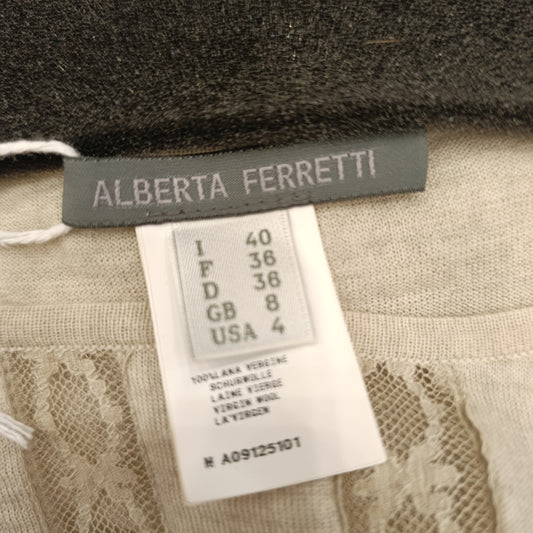 ALBERTA FERRETTI
I 40
F 36
D 36
GB 8
USA 4
100%LANA VERGINE
SCHURWOLLE
LAINE VIERGE
VIRGIN WOOL
LA'VIRGEN
N A09125101